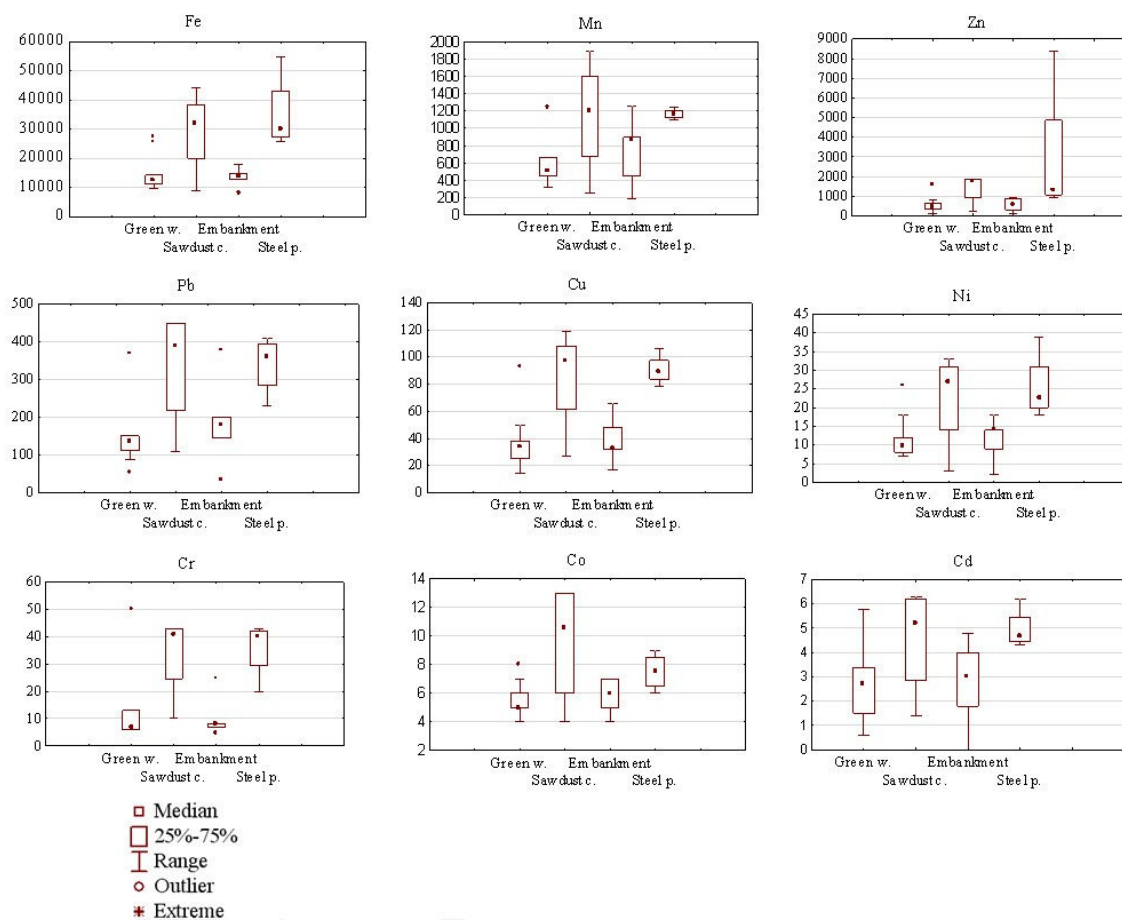 Fe
60000
50000
40000
30000
20000
10000
0
Green w. Embankment
Sawdust c. Steel p.
Mn
2000
1800
1600
1400
1200
1000
800
600
400
200
0
Green w. Embankment
Sawdust c. Steel p.
Zn
9000
8000
7000
6000
5000
4000
3000
2000
1000
0
Green w. Embankment
Sawdust c. Steel p.
Pb
500
400
300
200
100
0
Green w. Embankment
Sawdust c. Steel p.
Cu
140
120
100
80
60
40
20
0
Green w. Embankment
Sawdust c. Steel p.
Ni
45
40
35
30
25
20
15
10
5
0
Green w. Embankment
Sawdust c. Steel p.
Cr
60
50
40
30
20
10
0
Green w. Embankment
Sawdust c. Steel p.
Co
14
12
10
8
6
4
2
Green w. Embankment
Sawdust c. Steel p.
Cd
7
6
5
4
3
2
1
0
Green w. Embankment
Sawdust c. Steel p.
Median
25%-75%
Range
Outlier
Extreme